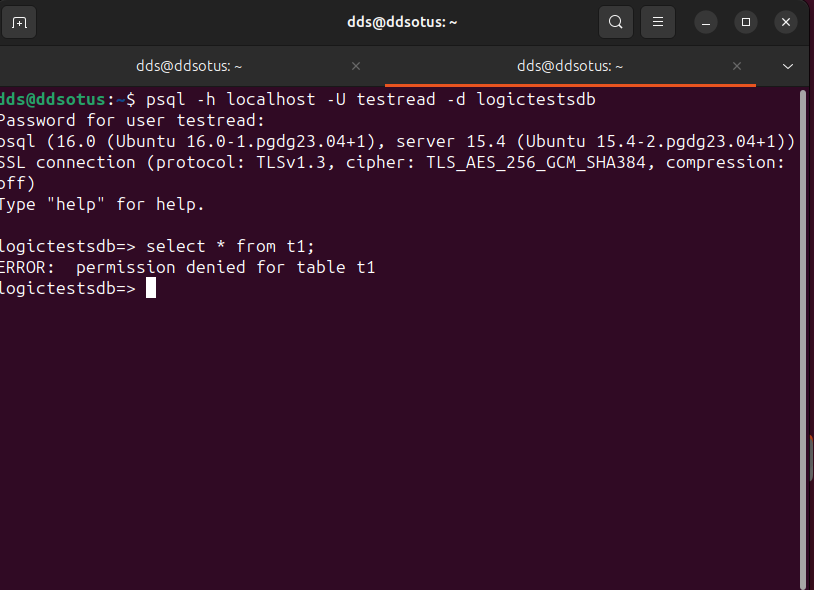 dds@ddsotus: ~
dds@ddsotus: ~
dds@ddsotus: ~
dds@ddsotus:~$ psql -h localhost -U testread -d logictestsdb
Password for user testread:
psql (16.0 (Ubuntu 16.0-1.pgdg23.04+1), server 15.4 (Ubuntu 15.4-2.pgdg23.04+1))
SSL connection (protocol: TLSv1.3, cipher: TLS_AES_256_GCM_SHA384, compression:
off)
Type "help" for help.
logictestsdb=> select * from t1;
ERROR:  permission denied for table t1
logictestsdb=>